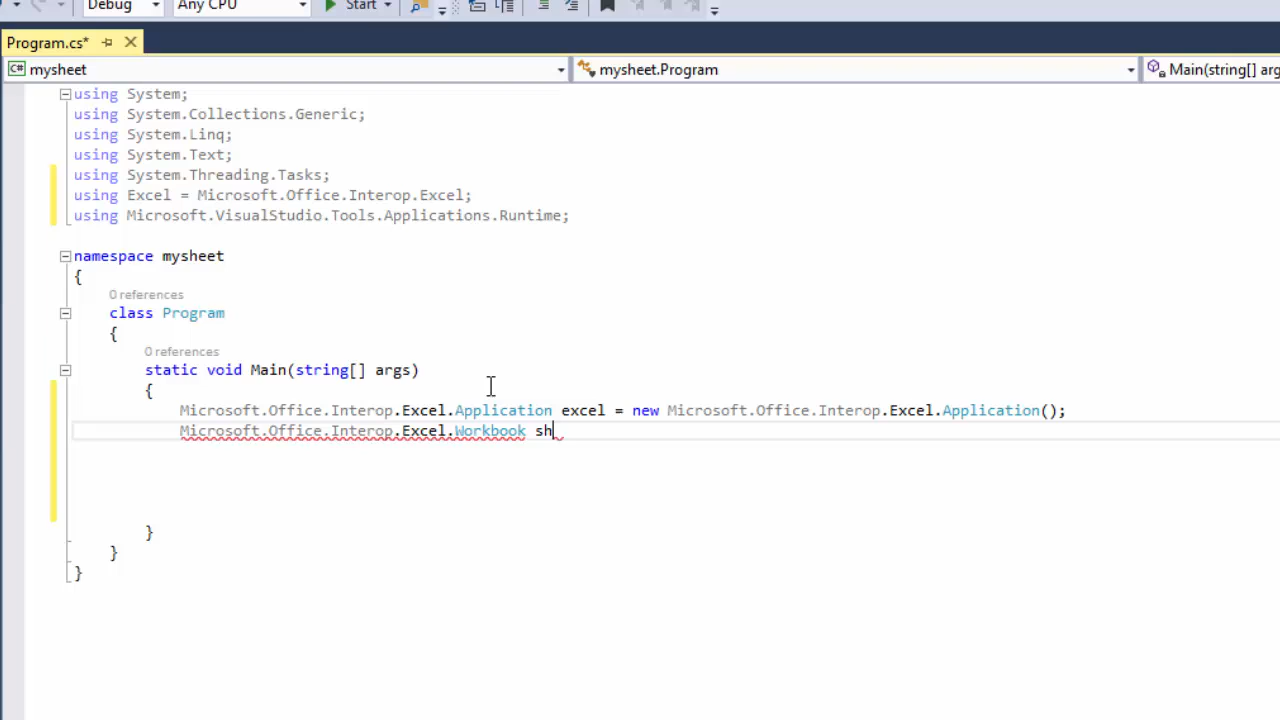 Debug Any CPU Start
Program.cs*
C# mysheet mysheet.Program Main(string[] arg
using System;
using System.Collections.Generic;
using System.Linq;
using System.Text;
using System.Threading.Tasks;
using Excel = Microsoft.Office.Interop.Excel;
using Microsoft.VisualStudio.Tools.Applications.Runtime;
namespace mysheet
{
0 references
class Program
{
0 references
static void Main(string[] args)
{
Microsoft.Office.Interop.Excel.Application excel = new Microsoft.Office.Interop.Excel.Application();
Microsoft.Office.Interop.Excel.Workbook sh
}
}
}